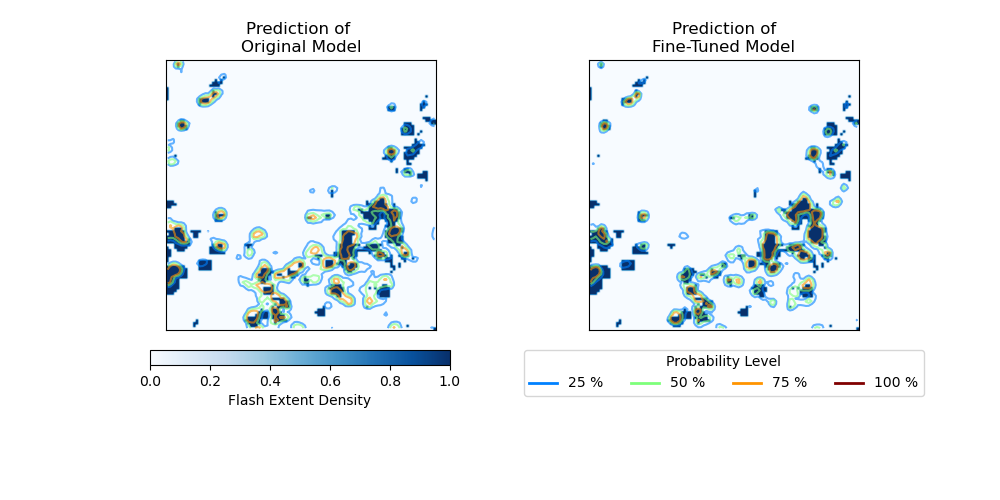 Prediction of
Original Model
Prediction of
Fine-Tuned Model
0.0 0.2 0.4 0.6 0.8 1.0
Flash Extent Density
Probability Level
25 % 50 % 75 % 100 %